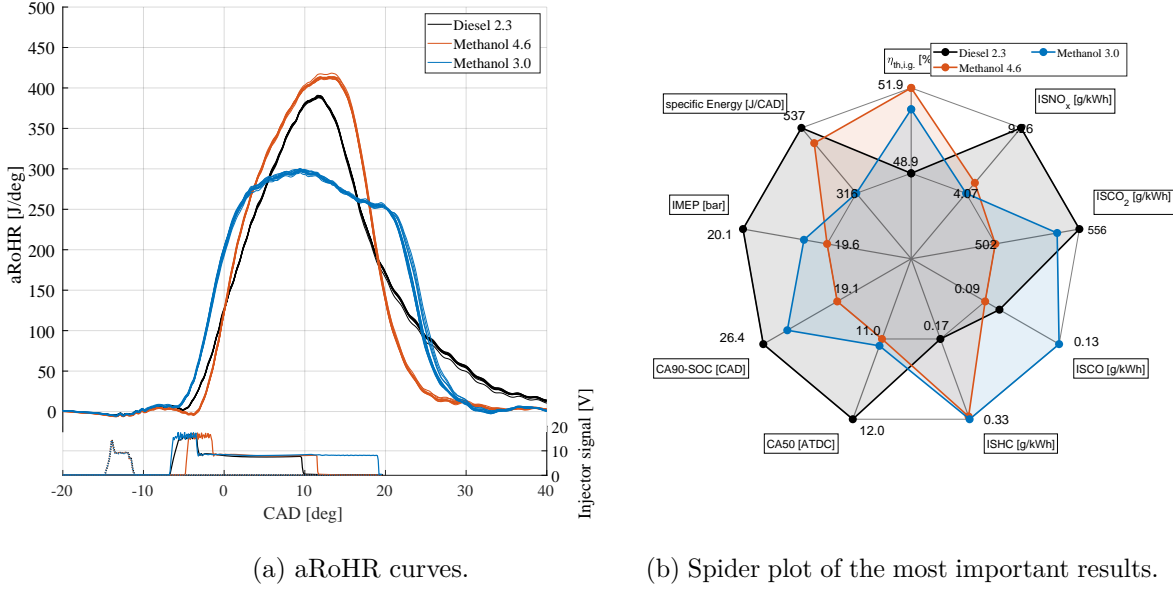 500
450
400
350
300
250
200
150
100
50
0
aRoHR [J/deg]
Diesel 2.3
Methanol 4.6
Methanol 3.0
20
10
0
Injector signal [V]
-20
-10
0
10
20
30
40
CAD [deg]
(a) aRoHR curves.
Diesel 2.3
Methanol 3.0
Methanol 4.6
η_th,i.g. [%
51.9
48.9
ISNO_x [g/kWh]
4.07
ISCO_2 [g/kWh]
556
502
ISCO [g/kWh]
0.13
0.09
ISHC [g/kWh]
0.33
0.17
CA50 [ATDC]
12.0
11.0
CA90-SOC [CAD]
26.4
19.1
IMEP [bar]
20.1
19.6
specific Energy [J/CAD]
537
316
(b) Spider plot of the most important results.